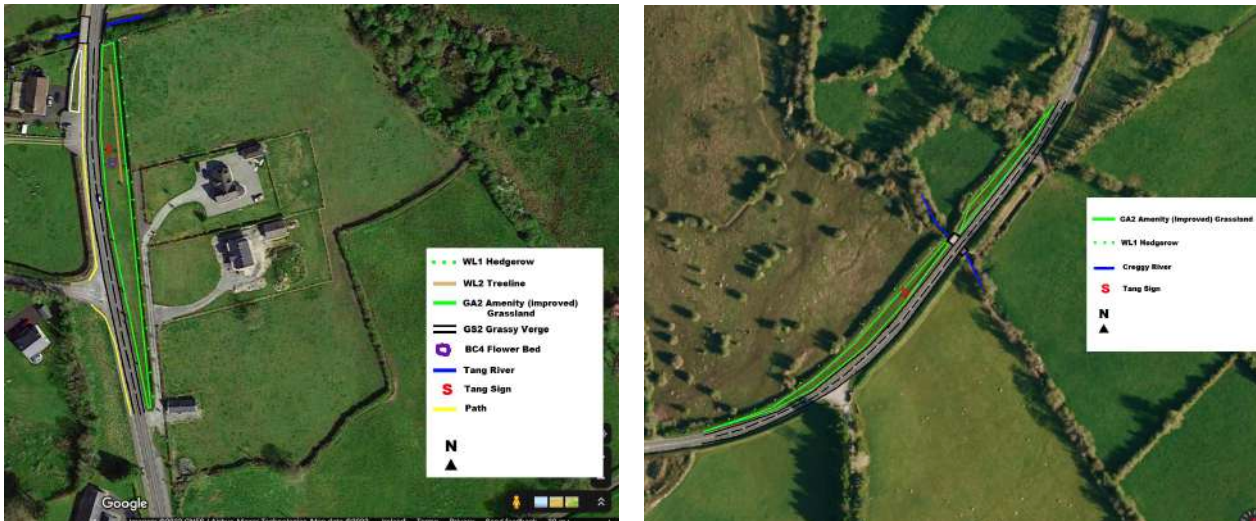 WL1 Hedgerow
WL2 Treeline
GA2 Amenity (improved)
Grassland
GS2 Grassy Verge
BC4 Flower Bed
Tang River
S Tang Sign
Path
N
Google
S
GA2 Amenity (Improved) Grassland
WL1 Hedgerow
Creggy River
S Tang Sign
N
S